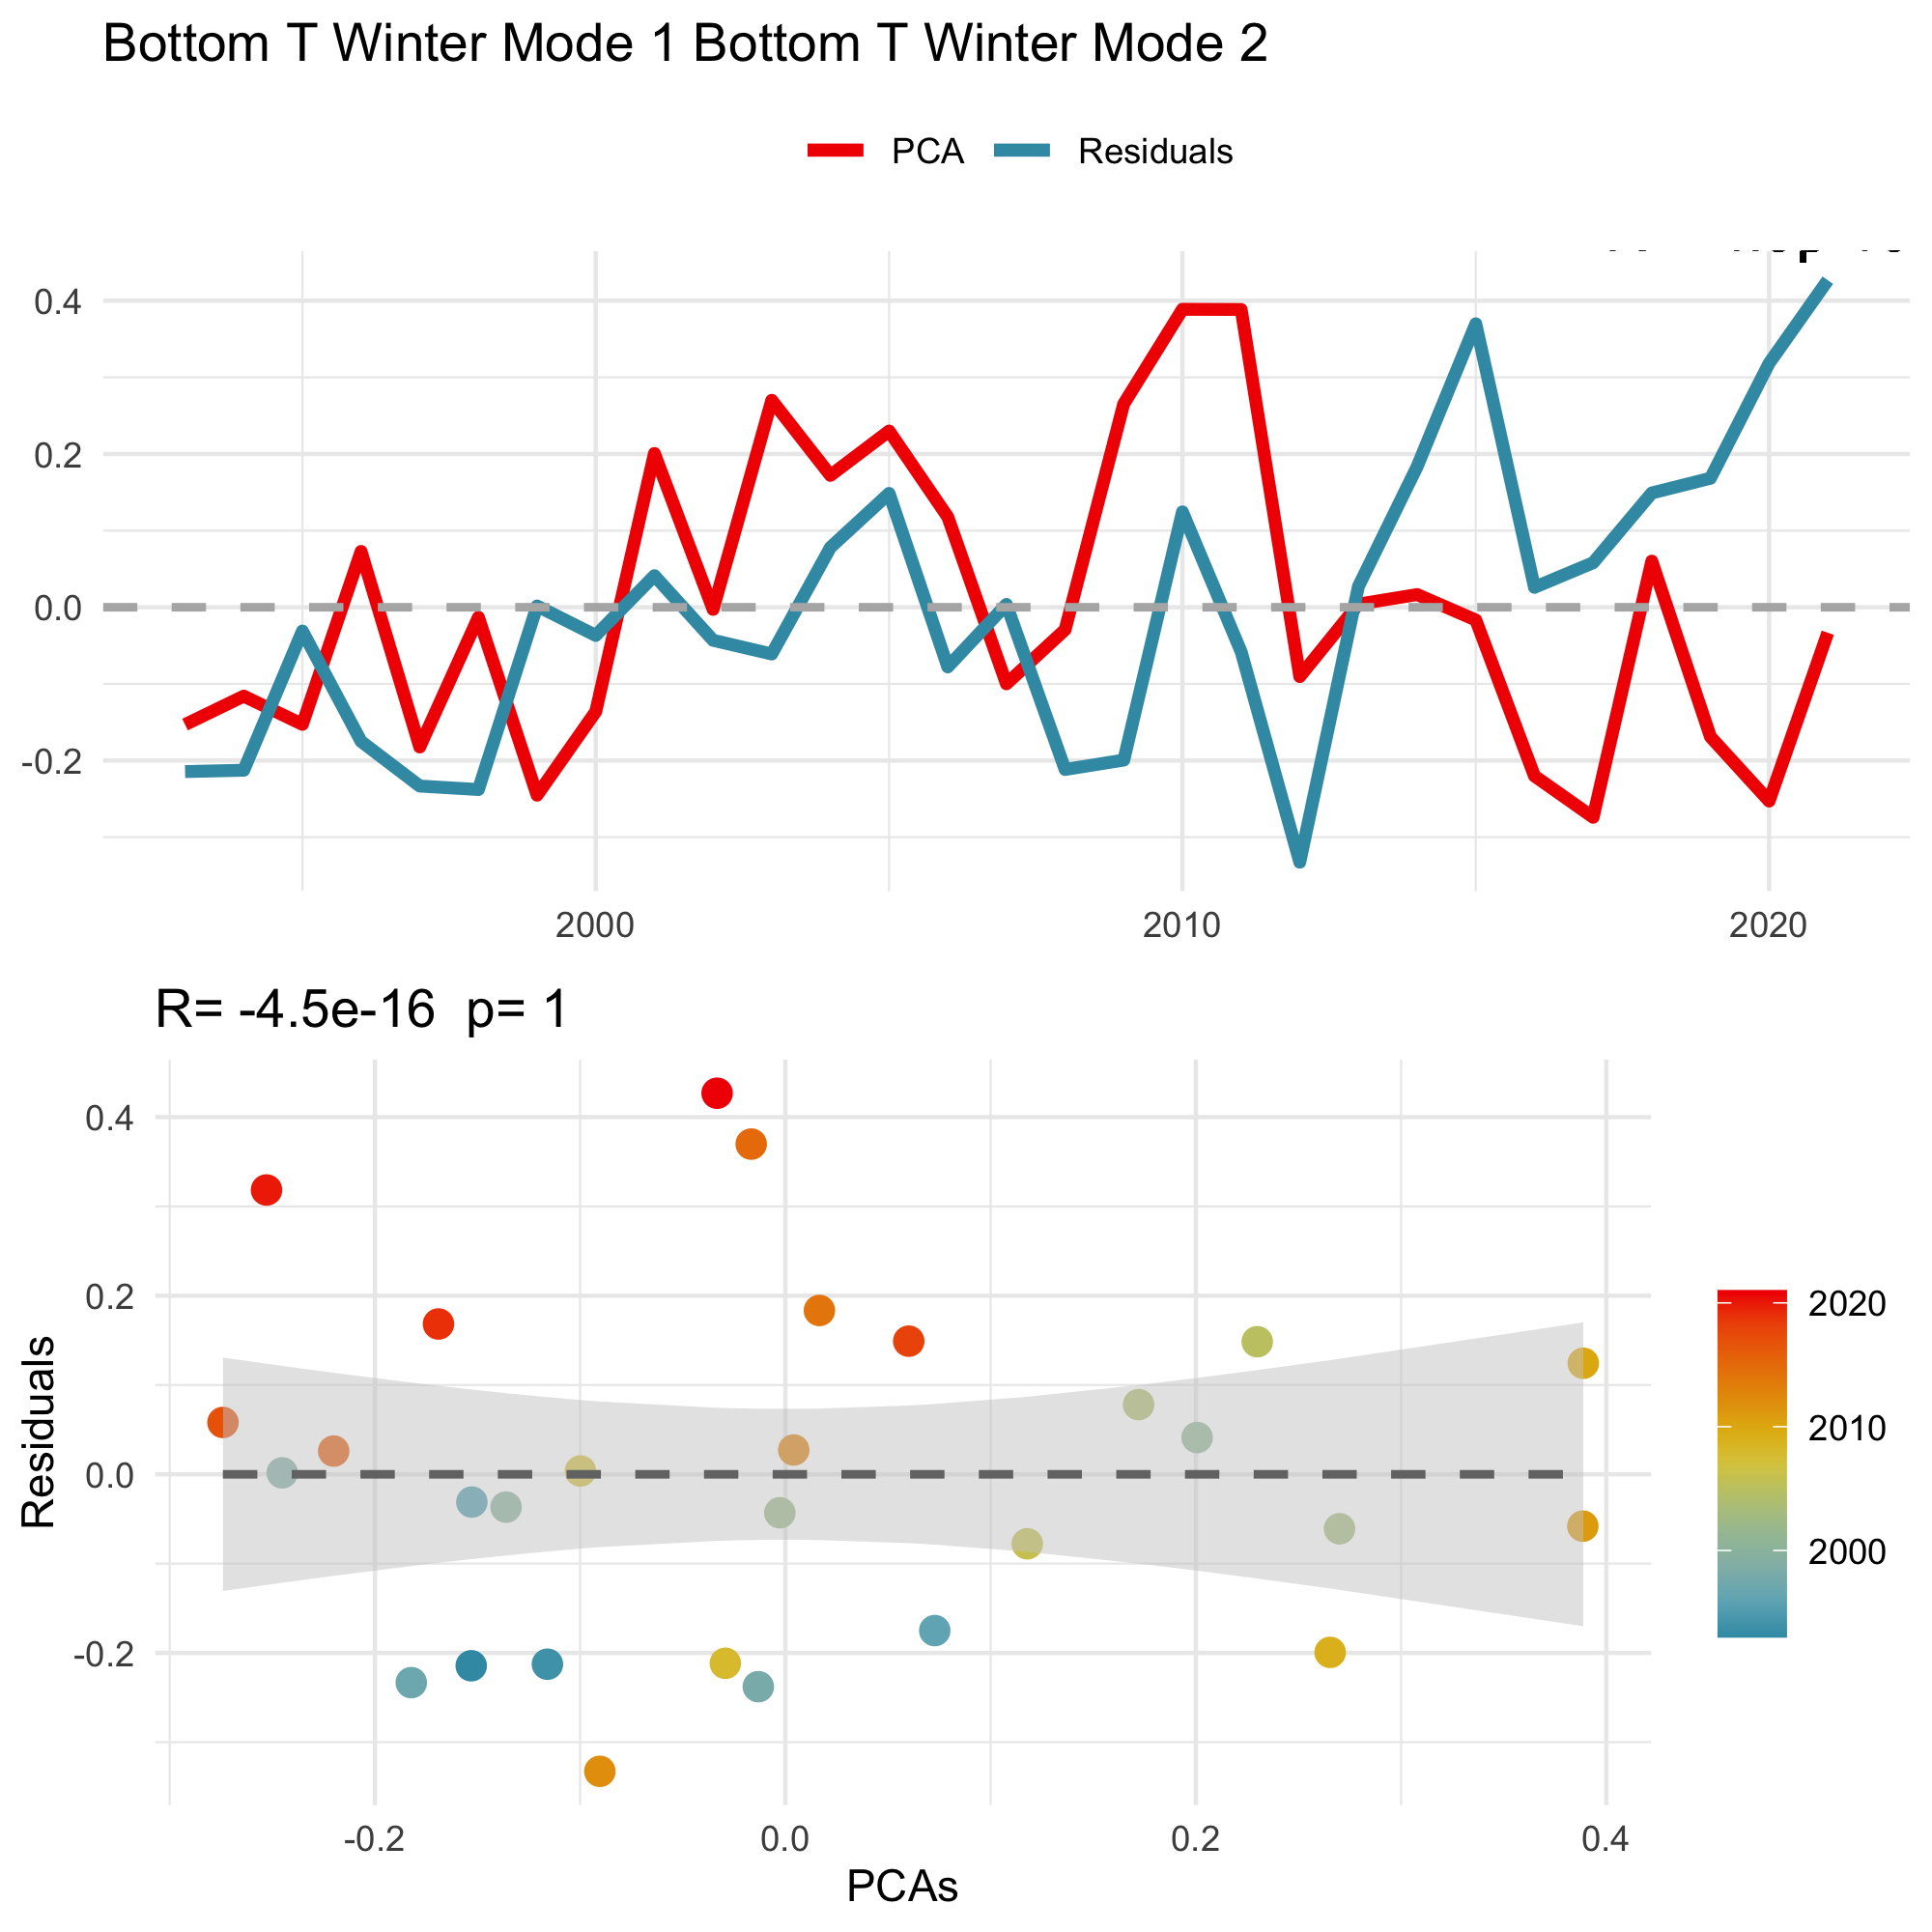 Bottom T Winter Mode 1 Bottom T Winter Mode 2
PCA Residuals
0.4
0.2
0.0
-0.2
2000 2010 2020
R= -4.5e-16 p= 1
Residuals
0.4
0.2
0.0
-0.2
-0.2 0.0 0.2 0.4
PCAs
2020
2010
2000